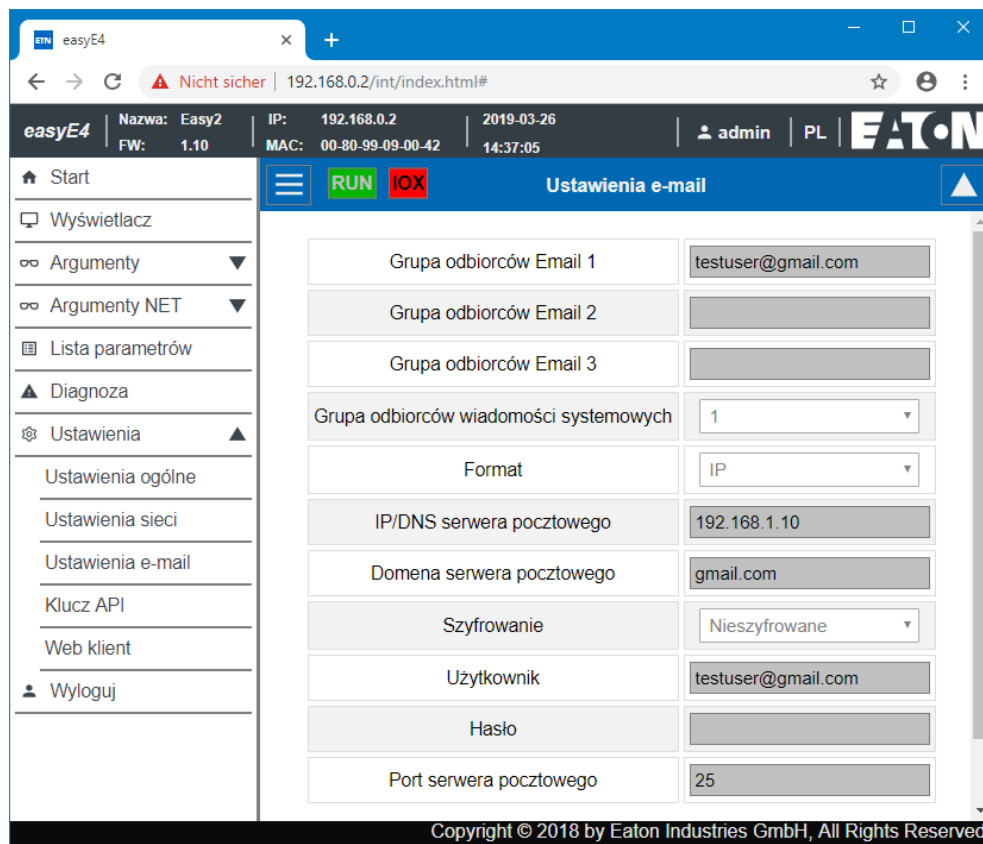 ETN easyE4
Nicht sicher | 192.168.0.2/int/index.html#
easyE4
Nazwa: Easy2
FW: 1.10
IP: 192.168.0.2
MAC: 00-80-99-09-00-42
2019-03-26
14:37:05
admin
PL
EATON
Start
Wyświetlacz
Argumenty
Argumenty NET
Lista parametrów
Diagnoza
Ustawienia
Ustawienia ogólne
Ustawienia sieci
Ustawienia e-mail
Klucz API
Web klient
Wyloguj
RUN IOX Ustawienia e-mail
Grupa odbiorców Email 1 testuser@gmail.com
Grupa odbiorców Email 2
Grupa odbiorców Email 3
Grupa odbiorców wiadomości systemowych 1
Format IP
IP/DNS serwera pocztowego 192.168.1.10
Domena serwera pocztowego gmail.com
Szyfrowanie Nieszyfrowane
Użytkownik testuser@gmail.com
Hasło
Port serwera pocztowego 25
Copyright © 2018 by Eaton Industries GmbH, All Rights Reserved